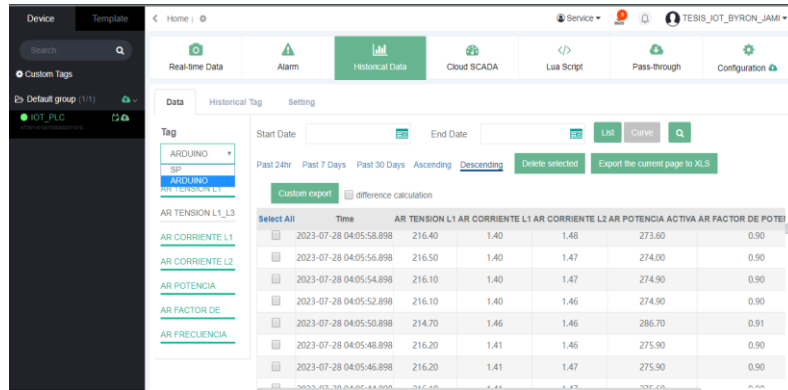 Device Template
Home |
Service TESIS_IOT_BYRON_JAMI
Search
Custom Tags
Default group (1/1)
IOT_PLC
Real-time Data Alarm Historical Data Cloud SCADA Lua Script Pass-through Configuration
Data Historical Tag Setting
Tag
ARDUINO
SP
ARDUINO
AR TENSION L1
AR TENSION L1_L3
AR CORRIENTE L1
AR CORRIENTE L2
AR POTENCIA
AR FACTOR DE
AR FRECUENCIA
Start Date End Date List Curve
Past 24hr Past 7 Days Past 30 Days Ascending Descending Delete selected Export the current page to XLS
Custom export difference calculation
Select All Time AR TENSION L1 AR CORRIENTE L1 AR CORRIENTE L2 AR POTENCIA ACTIVA AR FACTOR DE POTE
2023-07-28 04:05:58.898 216.40 1.40 1.48 273.60 0.90
2023-07-28 04:05:56.898 216.50 1.40 1.47 274.00 0.90
2023-07-28 04:05:54.898 216.10 1.40 1.47 274.90 0.90
2023-07-28 04:05:52.898 216.10 1.40 1.46 274.90 0.90
2023-07-28 04:05:50.898 214.70 1.46 1.46 286.70 0.91
2023-07-28 04:05:48.898 216.20 1.41 1.46 275.90 0.90
2023-07-28 04:05:46.898 216.20 1.41 1.47 275.90 0.90